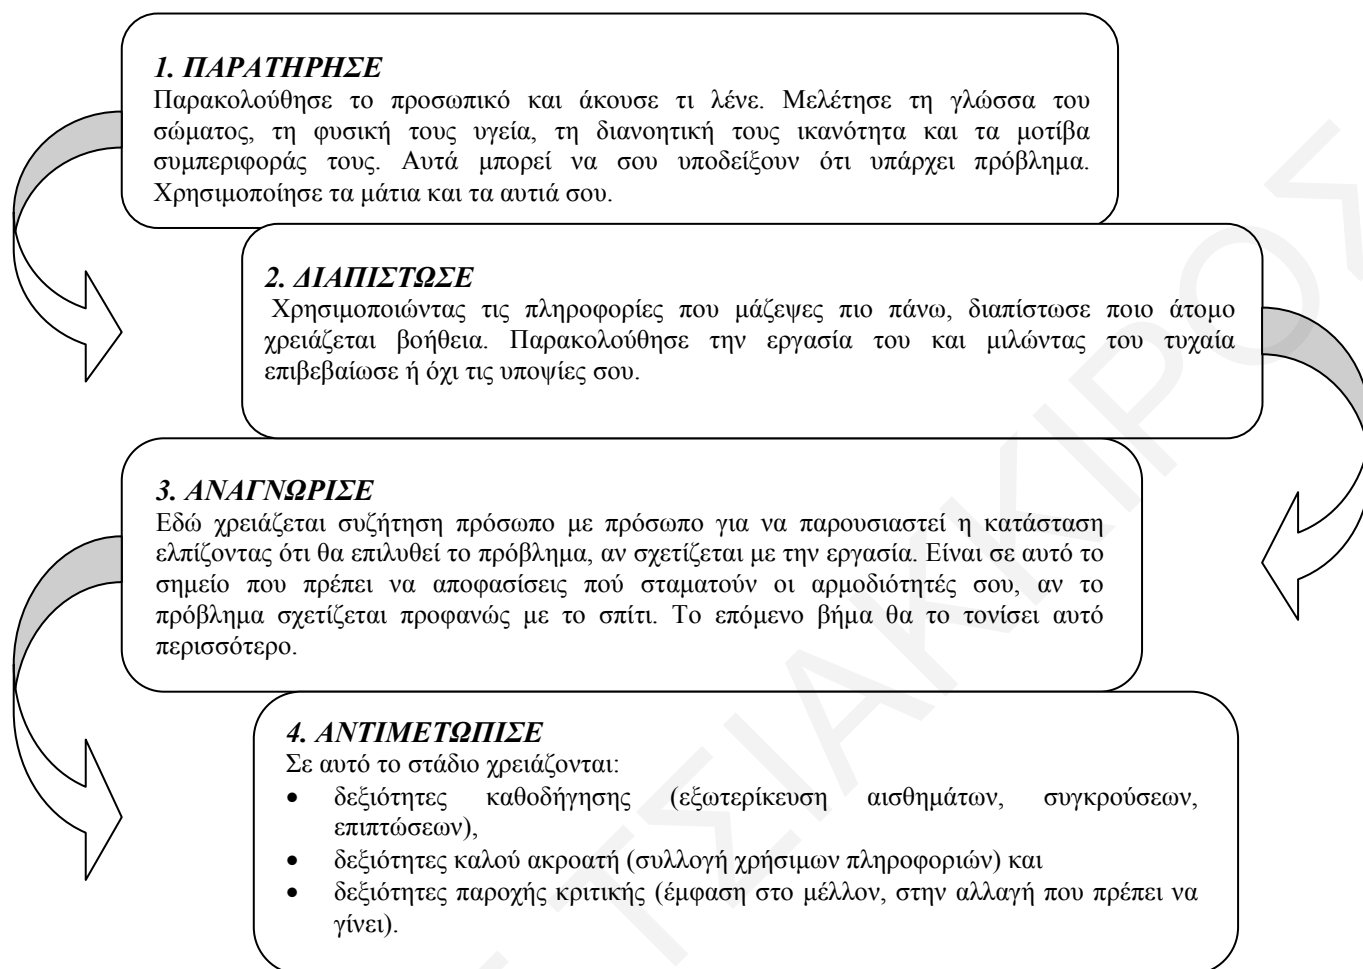 1. ΠΑΡΑΤΗΡΗΣΕ
Παρακολούθησε το προσωπικό και άκουσε τι λένε. Μελέτησε τη γλώσσα του
σώματος, τη φυσική τους υγεία, τη διανοητική τους ικανότητα και τα μοτίβα
συμπεριφοράς τους. Αυτά μπορεί να σου υποδείξουν ότι υπάρχει πρόβλημα.
Χρησιμοποίησε τα μάτια και τα αυτιά σου.
2. ΔΙΑΠΙΣΤΩΣΕ
Χρησιμοποιώντας τις πληροφορίες που μάζεψες πιο πάνω, διαπίστωσε ποιο άτομο
χρειάζεται βοήθεια. Παρακολούθησε την εργασία του και μιλώντας του τυχαία
επιβεβαίωσε ή όχι τις υποψίες σου.
3. ΑΝΑΓΝΩΡΙΣΕ
Εδώ χρειάζεται συζήτηση πρόσωπο με πρόσωπο για να παρουσιαστεί η κατάσταση
ελπίζοντας ότι θα επιλυθεί το πρόβλημα, αν σχετίζεται με την εργασία. Είναι σε αυτό το
σημείο που πρέπει να αποφασίσεις πού σταματούν οι αρμοδιότητές σου, αν το
πρόβλημα σχετίζεται προφανώς με το σπίτι. Το επόμενο βήμα θα το τονίσει αυτό
περισσότερο.
4. ΑΝΤΙΜΕΤΩΠΙΣΕ
Σε αυτό το στάδιο χρειάζονται:
• δεξιότητες καθοδήγησης (εξωτερίκευση αισθημάτων, συγκρούσεων,
επιπτώσεων),
• δεξιότητες καλού ακροατή (συλλογή χρήσιμων πληροφοριών) και
• δεξιότητες παροχής κριτικής (έμφαση στο μέλλον, στην αλλαγή που πρέπει να
γίνει).
ΤΣΙΑΚΚΙΡΟΣ